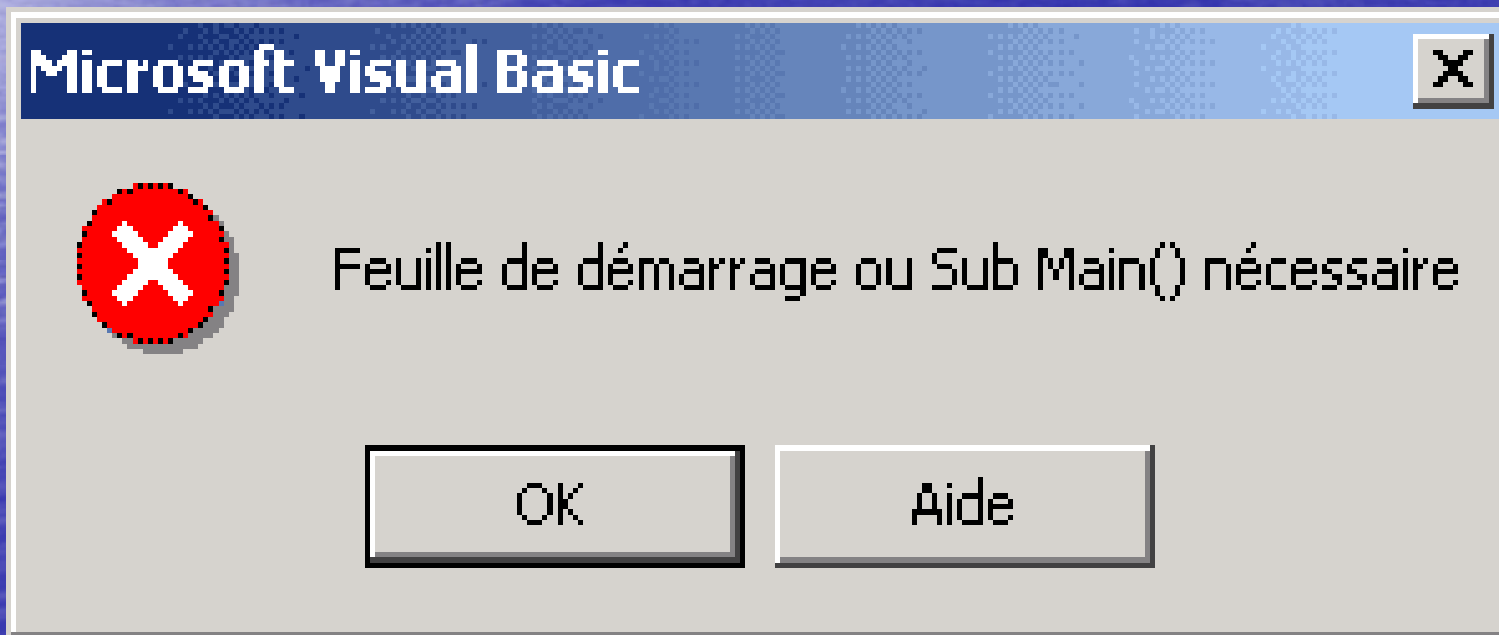 Microsoft Visual Basic
Feuille de démarrage ou Sub Main() nécessaire
OK
Aide